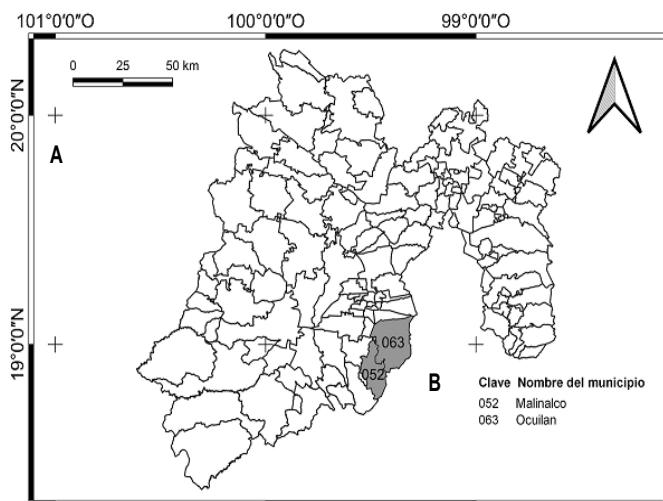 101°0′0″O 100°0′0″O 99°0′0″O
0 25 50 km
20°0′0″N
A
19°0′0″N
063
052
B
Clave Nombre del municipio
052 Malinalco
063 Ocuilan